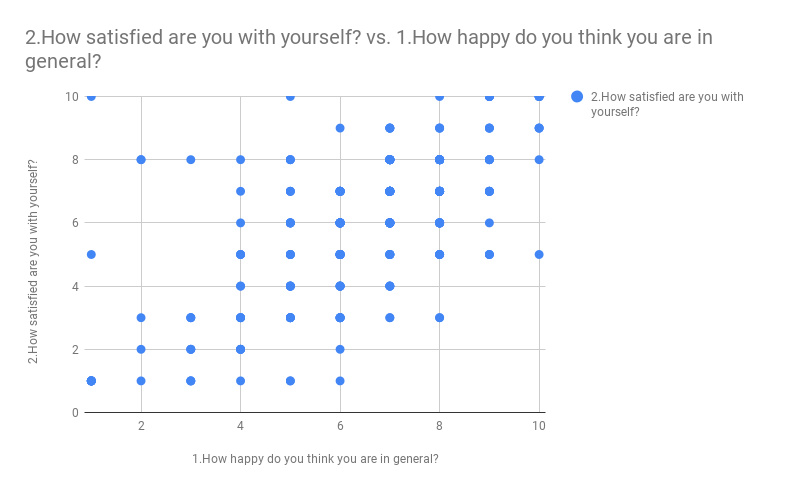 2.How satisfied are you with yourself? vs. 1.How happy do you think you are in
general?
2.How satisfied are you with
yourself?
2.How satisfied are you with yourself?
10
8
6
4
2
0
2
4
6
8
10
1.How happy do you think you are in general?